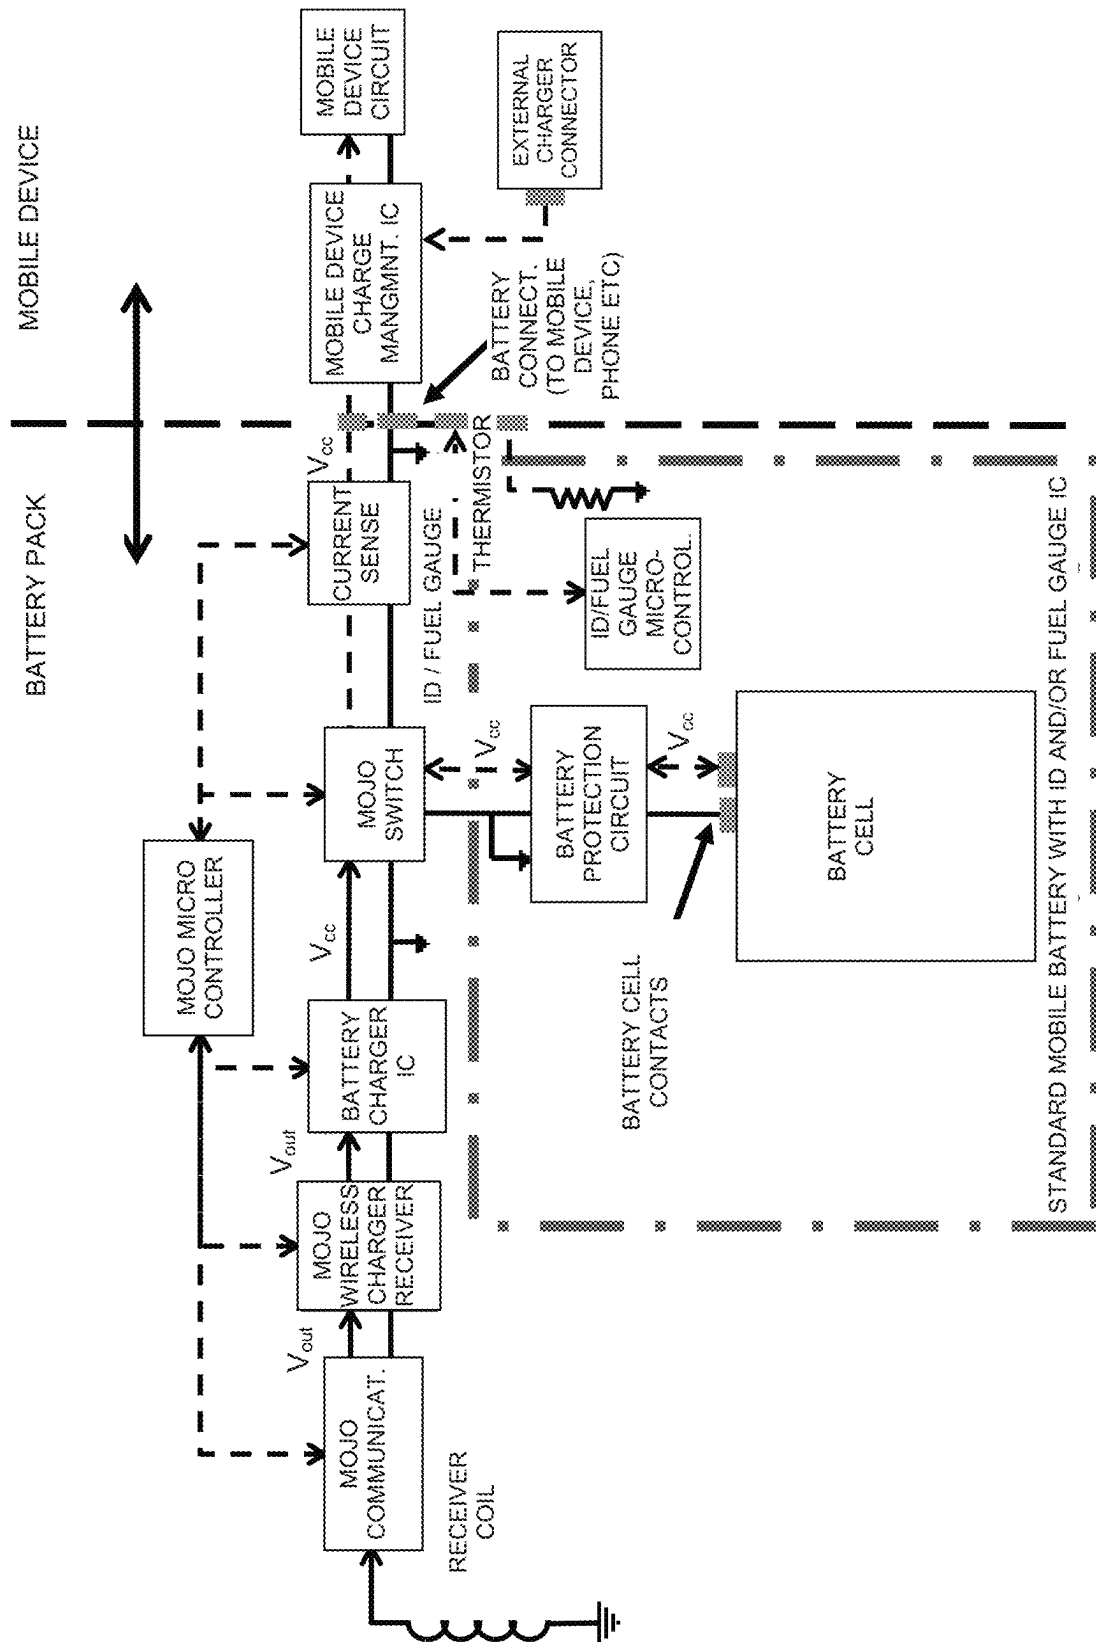 BATTERY PACK
MOBILE DEVICE
MOJO MICRO
CONTROLLER
RECEIVER
COIL
MOJO
COMMUNICAT.
Vout
MOJO
WIRELESS
CHARGER
RECEIVER
Vout
BATTERY
CHARGER
IC
Vcc
MOJO
SWITCH
CURRENT
SENSE
Vcc
MOBILE DEVICE
CHARGE
MANGMNT. IC
MOBILE
DEVICE
CIRCUIT
ID / FUEL GAUGE
THERMISTOR
BATTERY
CONNECT.
(TO MOBILE
DEVICE,
PHONE ETC)
EXTERNAL
CHARGER
CONNECTOR
Vcc
BATTERY
PROTECTION
CIRCUIT
ID/FUEL
GAUGE
MICRO-
CONTROL.
BATTERY CELL
CONTACTS
Vcc
BATTERY
CELL
STANDARD MOBILE BATTERY WITH ID AND/OR FUEL GAUGE IC